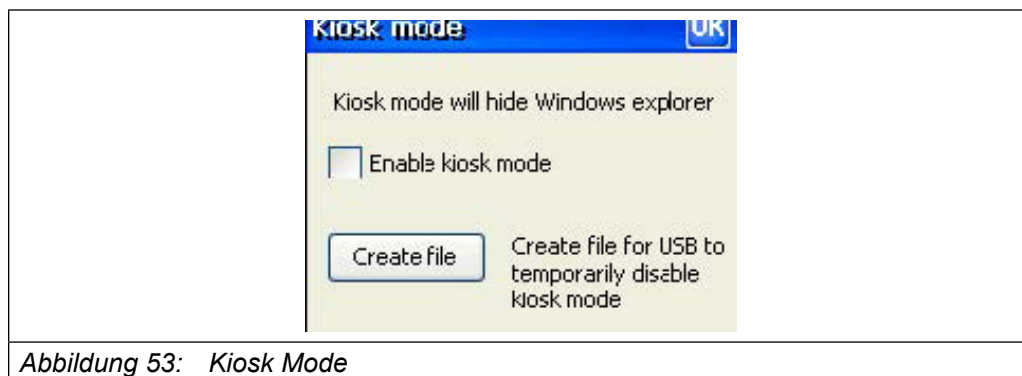 Kiosk mode OK
Kiosk mode will hide Windows explorer
Enable kiosk mode
Create file
Create file for USB to
temporarily disable
kiosk mode
Abbildung 53: Kiosk Mode